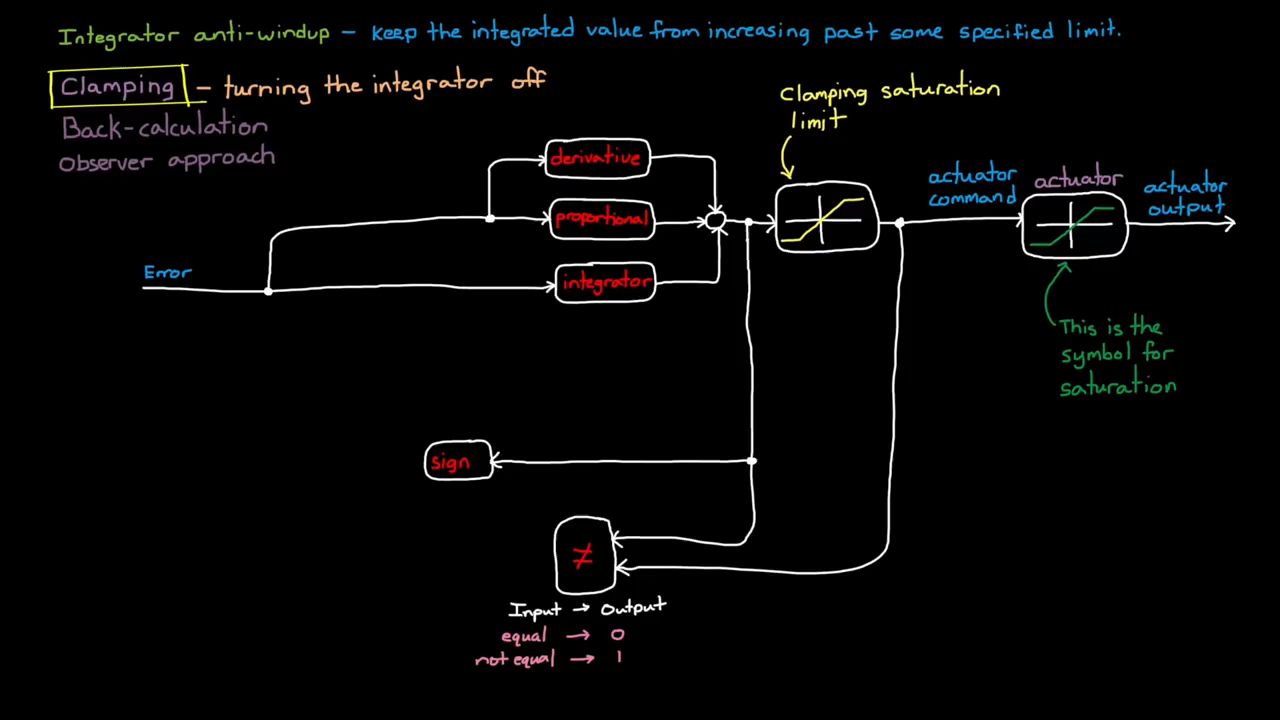 Integrator anti-windup – keep the integrated value from increasing past some specified limit.
Clamping – turning the integrator off
Back-calculation
Observer approach
Clamping saturation
limit
derivative
proportional
integrator
Error
actuator
command
actuator
actuator
output
This is the
symbol for
saturation
sign
≠
Input → Output
equal → 0
not equal → 1